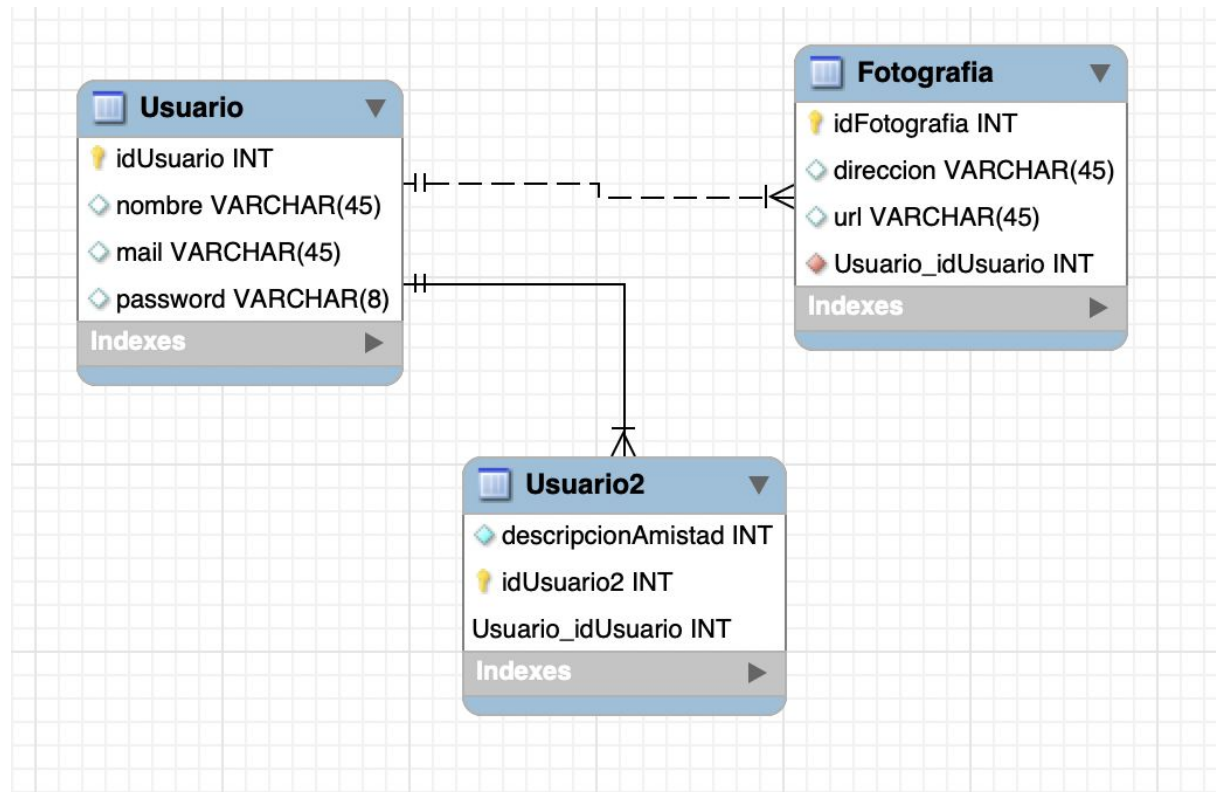 Usuario
idUsuario INT
nombre VARCHAR(45)
mail VARCHAR(45)
password VARCHAR(8)
Indexes
Fotografia
idFotografia INT
direccion VARCHAR(45)
url VARCHAR(45)
Usuario_idUsuario INT
Indexes
Usuario2
descripcionAmistad INT
idUsuario2 INT
Usuario_idUsuario INT
Indexes